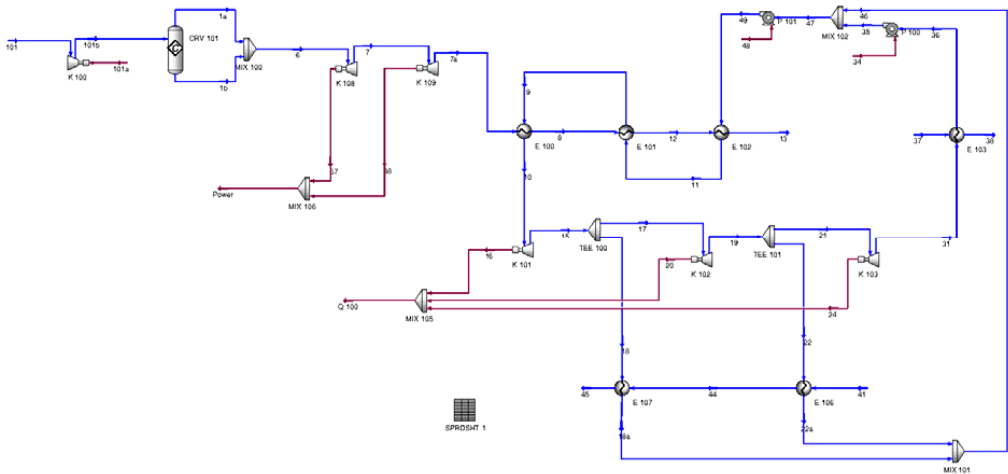 1a
46
CRV 101
49
P 101
47
MIX 102
35
P 100
36
101
101b
48
34
K 100
101a
MIX 100
6
7
7a
1b
K 108
K 109
9
E 100
8
E 101
12
E 102
13
37
E 103
38
57
58
10
11
Power
MIX 106
16
K 101
TEE 100
17
19
TEE 101
21
31
20
K 102
K 103
Q 100
MIX 105
24
18
22
45
E 107
44
E 106
41
SPRDSHT 1
18a
22a
MIX 101